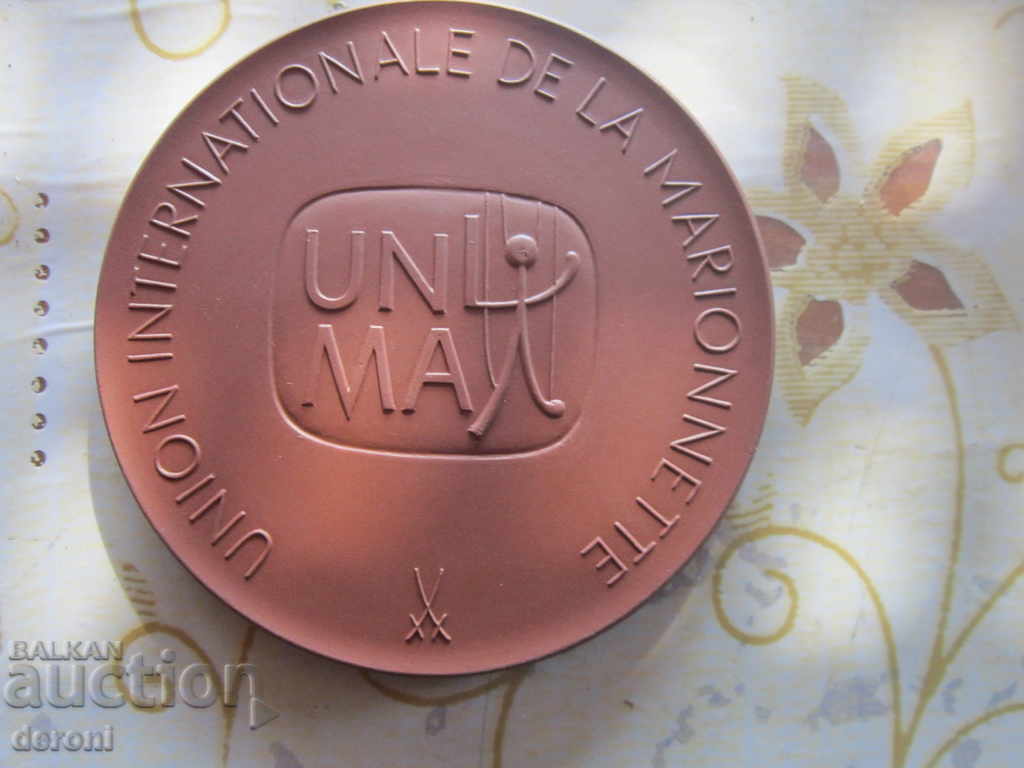 UNION INTERNATIONALE DE LA MARIONNETTE
UNI
MA
BALKAN
auction
deroni